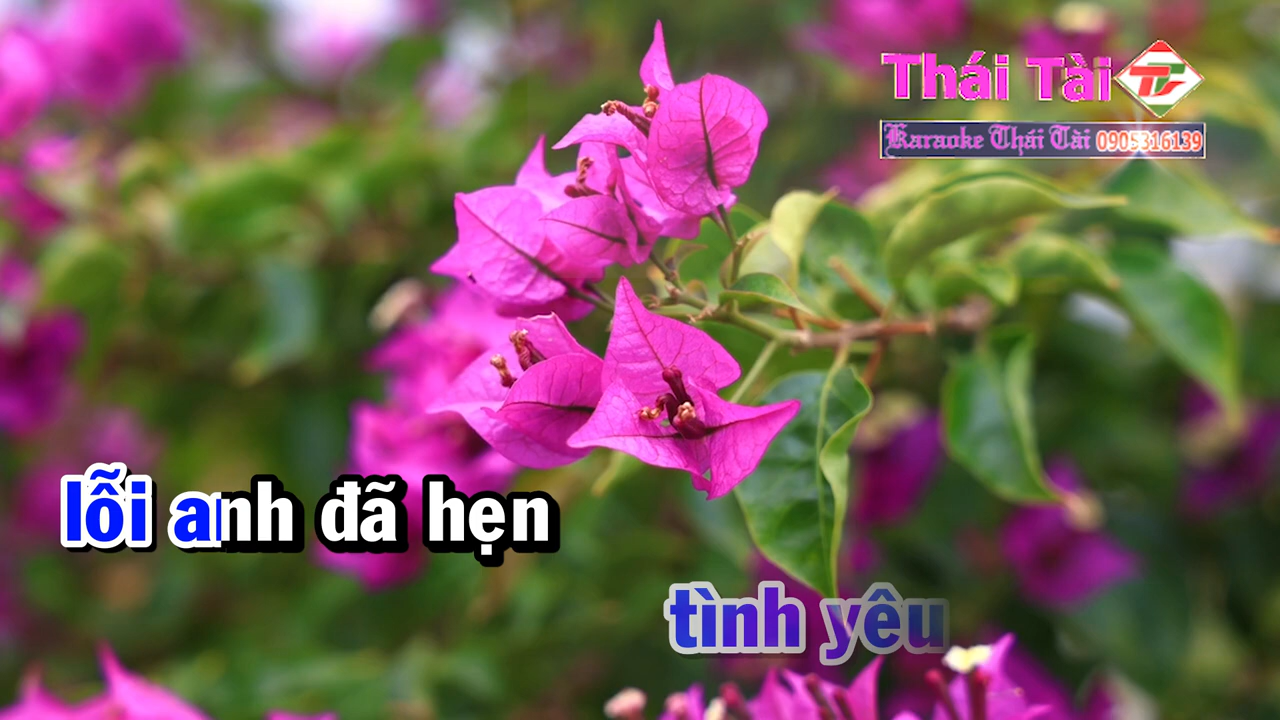 Thái Tài
Karaoke Thái Tài 0905316139
lỗi anh đã hẹn
tình yêu